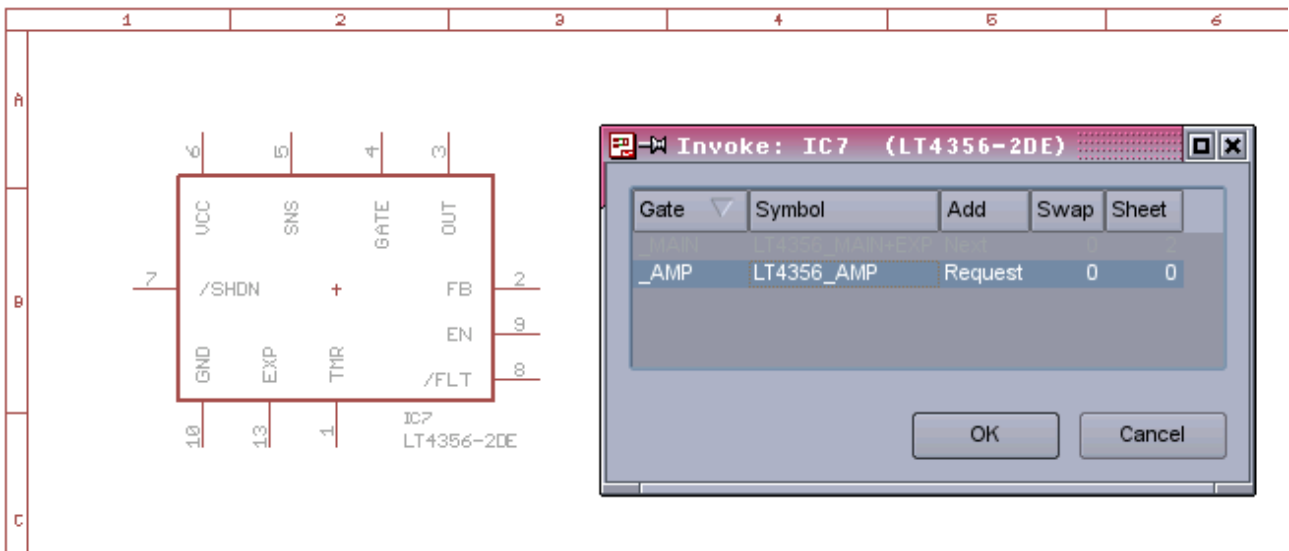 1 2 3 4 5 6
A
6 5 4 3
Invoke: IC7 (LT4356-2DE)
VCC SNS GATE OUT
Gate Symbol Add Swap Sheet
_MAIN LT4356_MAIN+EXP Next 0 2
_AMP LT4356_AMP Request 0 0
7 /SHDN + FB 2
B
EN 9
GND EXP TMR /FLT 8
IC7
10 13 1 LT4356-2DE
OK Cancel
C